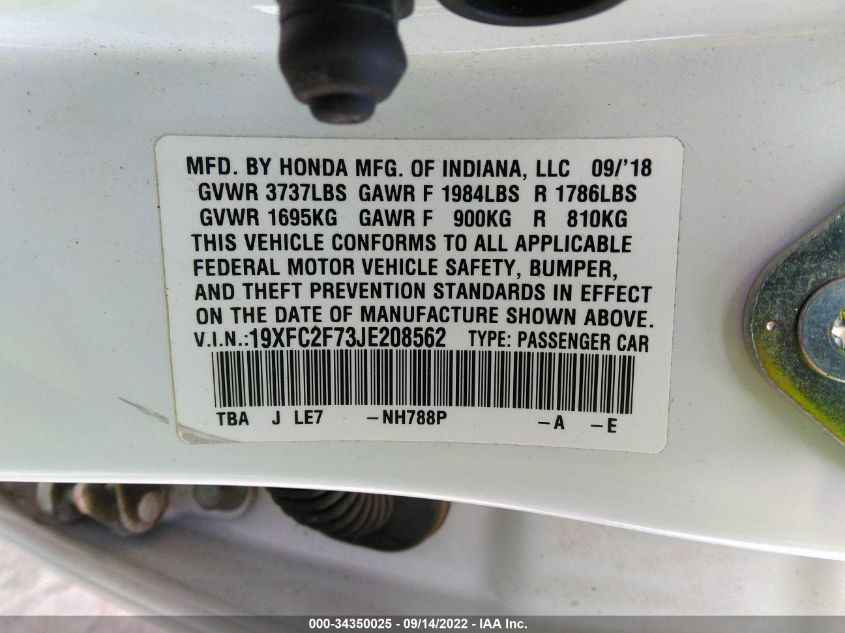 MFD. BY HONDA MFG. OF INDIANA, LLC 09/'18
GVWR 3737LBS GAWR F 1984LBS R 1786LBS
GVWR 1695KG GAWR F 900KG R 810KG
THIS VEHICLE CONFORMS TO ALL APPLICABLE
FEDERAL MOTOR VEHICLE SAFETY, BUMPER,
AND THEFT PREVENTION STANDARDS IN EFFECT
ON THE DATE OF MANUFACTURE SHOWN ABOVE.
V.I.N.:19XFC2F73JE208562 TYPE: PASSENGER CAR
TBA J LE7 -NH788P -A -E
000-34350025 - 09/14/2022 - IAA Inc.